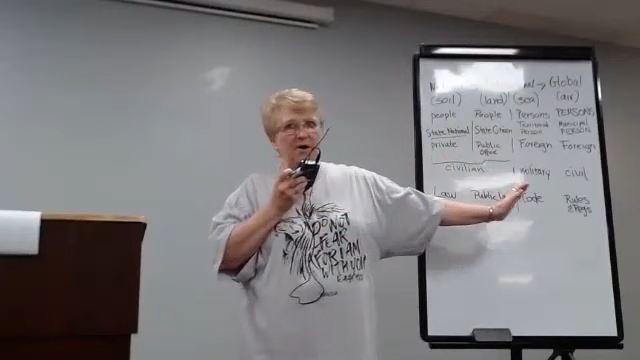 Global
(soil) (land) (sea) (air)
people People Persons PERSONS
State National State Citizen Territorial Person Municipal PERSON
private Public Office Foreign Foreign
civilian military civil
Law Public Code Rules & Regs
DO NOT
FEAR
FOR I AM
WITH YOU